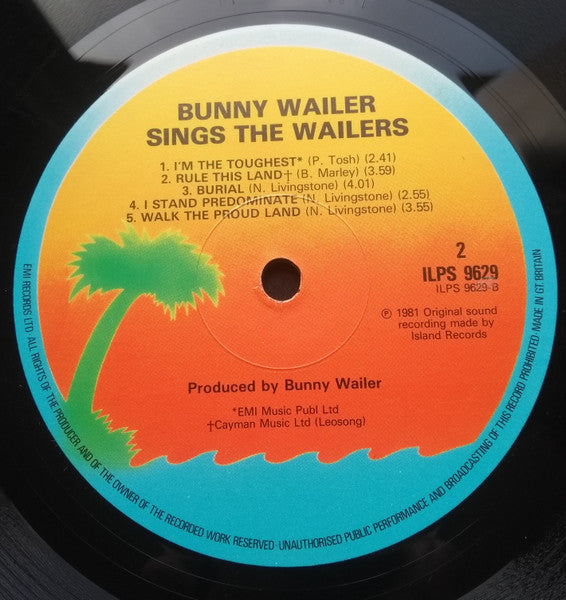 BUNNY WAILER
SINGS THE WAILERS
1. I'M THE TOUGHEST* (P. Tosh) (2.41)
2. RULE THIS LAND† (B. Marley) (3.59)
3. BURIAL (N. Livingstone) (4.01)
4. I STAND PREDOMINATE (N. Livingstone) (2.55)
5. WALK THE PROUD LAND (N. Livingstone) (3.55)
2
ILPS 9629
ILPS 9629-B
℗ 1981 Original sound
recording made by
Island Records
Produced by Bunny Wailer
*EMI Music Publ Ltd
†Cayman Music Ltd (Leosong)
EMI RECORDS LTD. ALL RIGHTS OF THE PRODUCER AND OF THE OWNER OF THE RECORDED WORK RESERVED·UNAUTHORISED PUBLIC PERFORMANCE AND BROADCASTING OF THIS RECORD PROHIBITED·MADE IN GT. BRITAIN